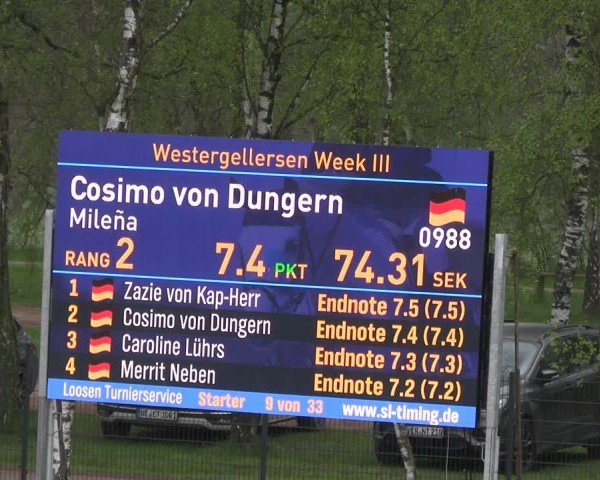 Westergellersen Week III
Cosimo von Dungern
Mileña
0988
RANG 2 7.4 PKT 74.31 SEK
1 Zazie von Kap-Herr Endnote 7.5 (7.5)
2 Cosimo von Dungern Endnote 7.4 (7.4)
3 Caroline Lührs Endnote 7.3 (7.3)
4 Merrit Neben Endnote 7.2 (7.2)
Loosen Turnierservice Starter 9 von 33 www.sl-timing.de